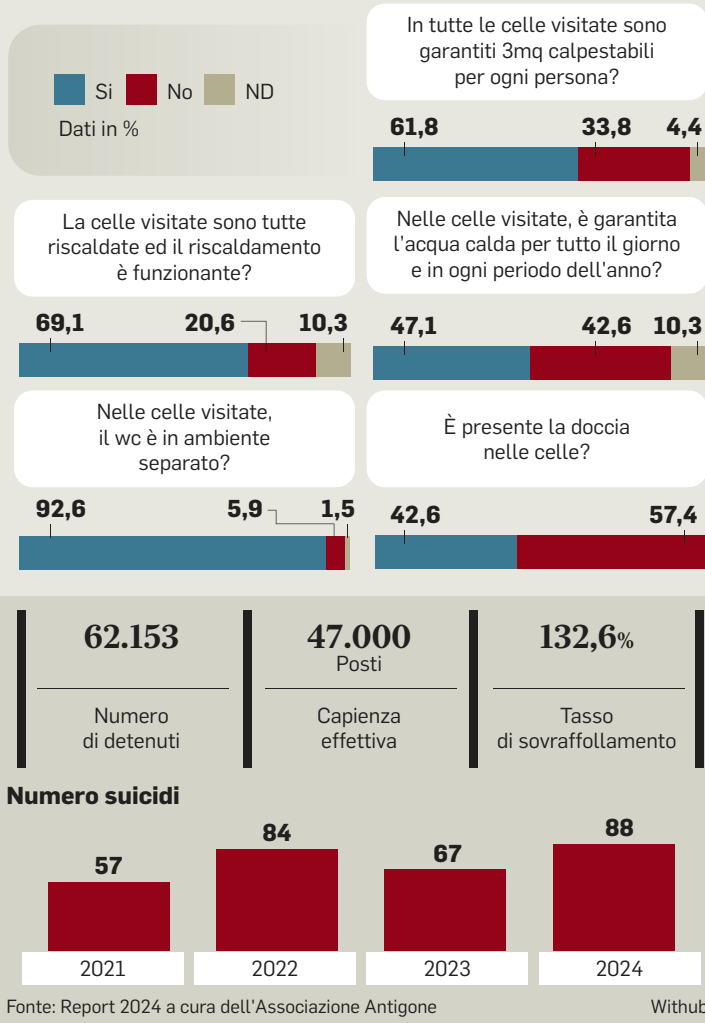 Si No ND
Dati in %
In tutte le celle visitate sono
garantiti 3mq calpestabili
per ogni persona?
61,8 33,8 4,4
La celle visitate sono tutte
riscaldate ed il riscaldamento
è funzionante?
69,1 20,6 10,3
Nelle celle visitate, è garantita
l'acqua calda per tutto il giorno
e in ogni periodo dell'anno?
47,1 42,6 10,3
Nelle celle visitate,
il wc è in ambiente
separato?
92,6 5,9 1,5
È presente la doccia
nelle celle?
42,6 57,4
62.153
Numero
di detenuti
47.000
Posti
Capienza
effettiva
132,6%
Tasso
di sovraffollamento
Numero suicidi
57 84 67 88
2021 2022 2023 2024
Fonte: Report 2024 a cura dell'Associazione Antigone
Withub